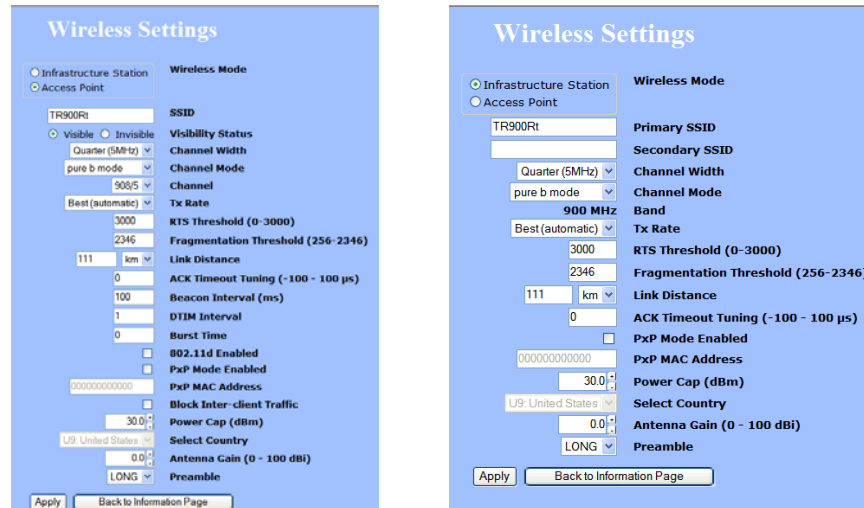 Wireless Settings
Infrastructure Station
Access Point
Wireless Mode
TR900Rt SSID
Visible Invisible Visibility Status
Quarter (5MHz) Channel Width
pure b mode Channel Mode
908/5 Channel
Best (automatic) Tx Rate
3000 RTS Threshold (0-3000)
2346 Fragmentation Threshold (256-2346)
111 km Link Distance
0 ACK Timeout Tuning (-100 - 100 µs)
100 Beacon Interval (ms)
1 DTIM Interval
0 Burst Time
802.11d Enabled
PxP Mode Enabled
000000000000 PxP MAC Address
Block Inter-client Traffic
30.0 Power Cap (dBm)
U9: United States Select Country
0.0 Antenna Gain (0 - 100 dBi)
LONG Preamble
Apply Back to Information Page
Wireless Settings
Infrastructure Station
Access Point
Wireless Mode
TR900Rt Primary SSID
Secondary SSID
Quarter (5MHz) Channel Width
pure b mode Channel Mode
900 MHz Band
Best (automatic) Tx Rate
3000 RTS Threshold (0-3000)
2346 Fragmentation Threshold (256-2346)
111 km Link Distance
0 ACK Timeout Tuning (-100 - 100 µs)
PxP Mode Enabled
000000000000 PxP MAC Address
30.0 Power Cap (dBm)
U9: United States Select Country
0.0 Antenna Gain (0 - 100 dBi)
LONG Preamble
Apply Back to Information Page